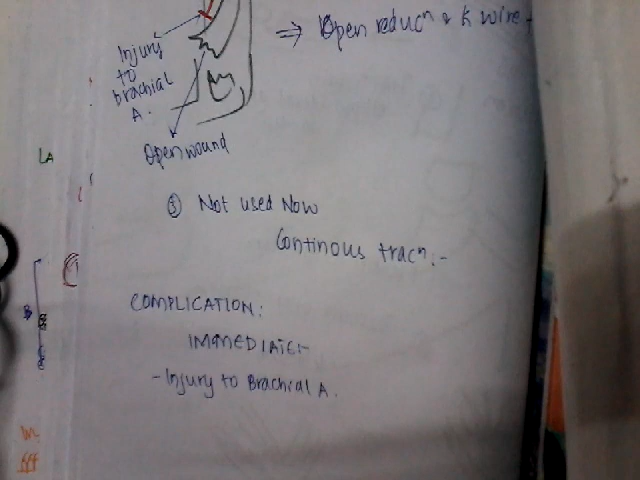 ⇒ Open reducⁿ & K wire
Injury
to
brachial
A.
Open wound
LA
③ Not used Now
Continous tracⁿ:-
COMPLICATION:
IMMEDIATE:-
- Injury to Brachial A.